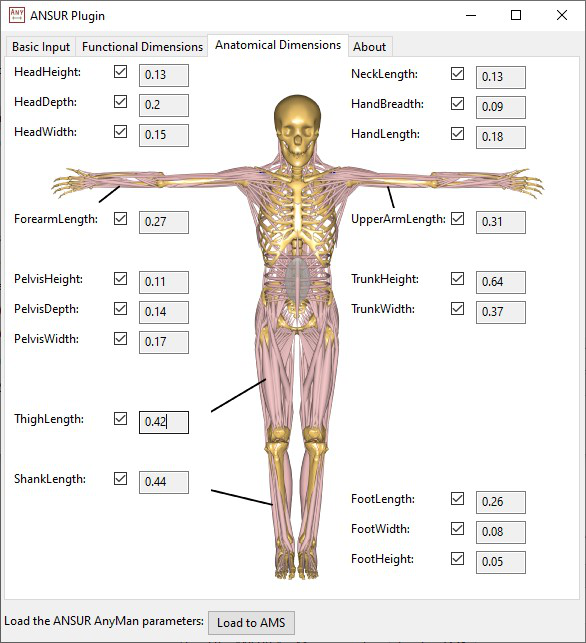 ANY
ANSUR Plugin
Basic Input Functional Dimensions Anatomical Dimensions About
HeadHeight: 0.13
HeadDepth: 0.2
HeadWidth: 0.15
NeckLength: 0.13
HandBreadth: 0.09
HandLength: 0.18
ForearmLength: 0.27
UpperArmLength: 0.31
PelvisHeight: 0.11
PelvisDepth: 0.14
PelvisWidth: 0.17
TrunkHeight: 0.64
TrunkWidth: 0.37
ThighLength: 0.42
ShankLength: 0.44
FootLength: 0.26
FootWidth: 0.08
FootHeight: 0.05
Load the ANSUR AnyMan parameters: Load to AMS